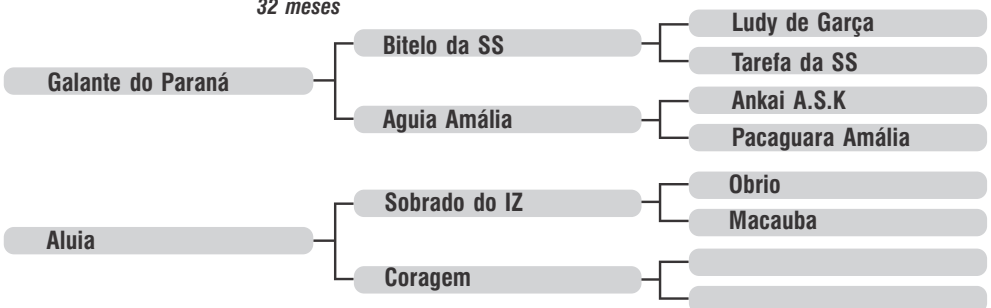 32 meses
Ludy de Garça
Bitelo da SS
Tarefa da SS
Galante do Paraná
Ankai A.S.K
Aguia Amália
Pacaguara Amália
Obrio
Sobrado do IZ
Macauba
Aluia
Coragem